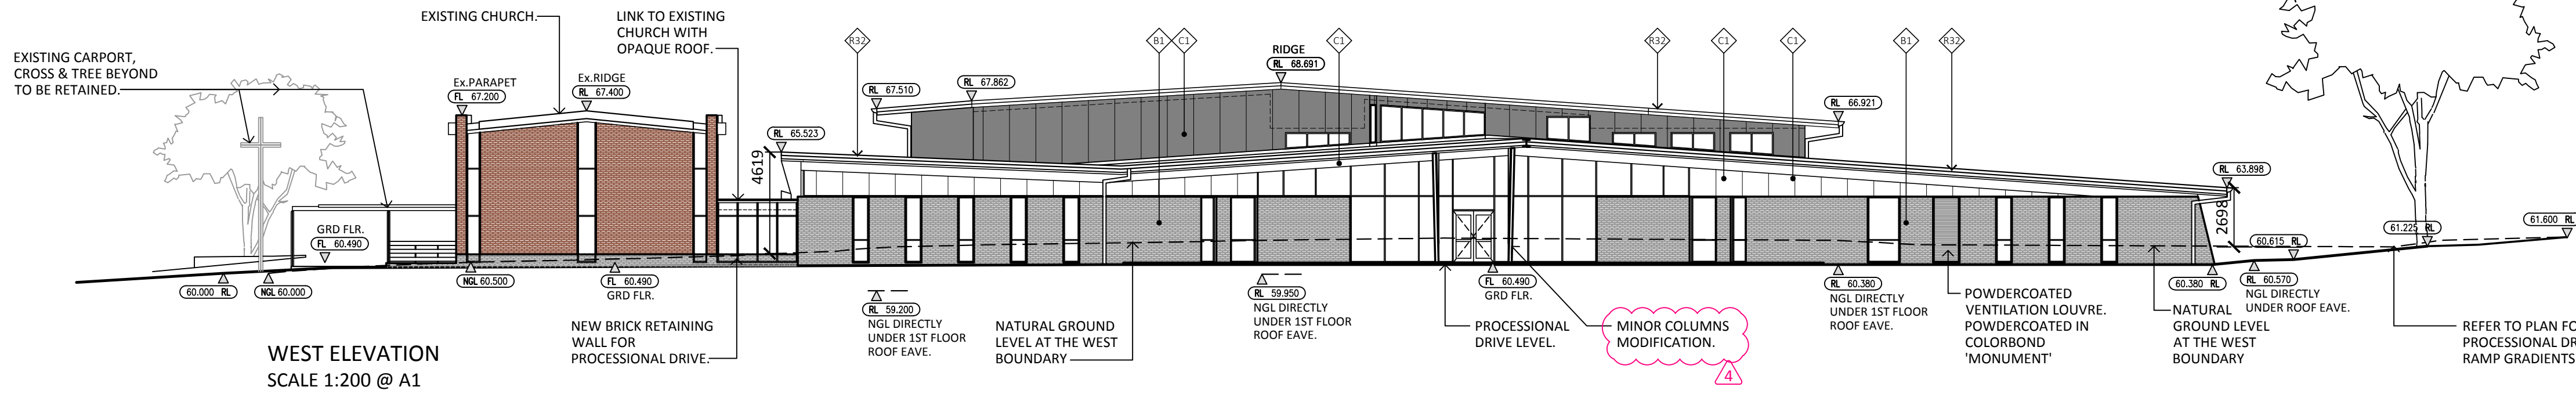 EXISTING CARPORT,
CROSS & TREE BEYOND
TO BE RETAINED.
EXISTING CHURCH.
LINK TO EXISTING
CHURCH WITH
OPAQUE ROOF.
Ex.PARAPET
FL 67.200
Ex.RIDGE
RL 67.400
R32
B1
C1
C1
R32
C1
C1
B1
R32
RIDGE
RL 68.691
RL 67.510
RL 67.862
RL 66.921
RL 65.523
4619
RL 63.898
2698
GRD FLR.
FL 60.490
60.000 RL
NGL 60.000
NGL 60.500
FL 60.490
GRD FLR.
RL 59.200
NGL DIRECTLY
UNDER 1ST FLOOR
ROOF EAVE.
RL 59.950
NGL DIRECTLY
UNDER 1ST FLOOR
ROOF EAVE.
FL 60.490
GRD FLR.
RL 60.380
NGL DIRECTLY
UNDER 1ST FLOOR
ROOF EAVE.
60.380 RL
60.615 RL
RL 60.570
NGL DIRECTLY
UNDER ROOF EAVE.
61.225 RL
61.600 RL
NEW BRICK RETAINING
WALL FOR
PROCESSIONAL DRIVE.
NATURAL GROUND
LEVEL AT THE WEST
BOUNDARY
PROCESSIONAL
DRIVE LEVEL.
MINOR COLUMNS
MODIFICATION.
4
POWDERCOATED
VENTILATION LOUVRE.
POWDERCOATED IN
COLORBOND
'MONUMENT'
NATURAL
GROUND LEVEL
AT THE WEST
BOUNDARY
REFER TO PLAN FO
PROCESSIONAL DR
RAMP GRADIENTS
WEST ELEVATION
SCALE 1:200 @ A1